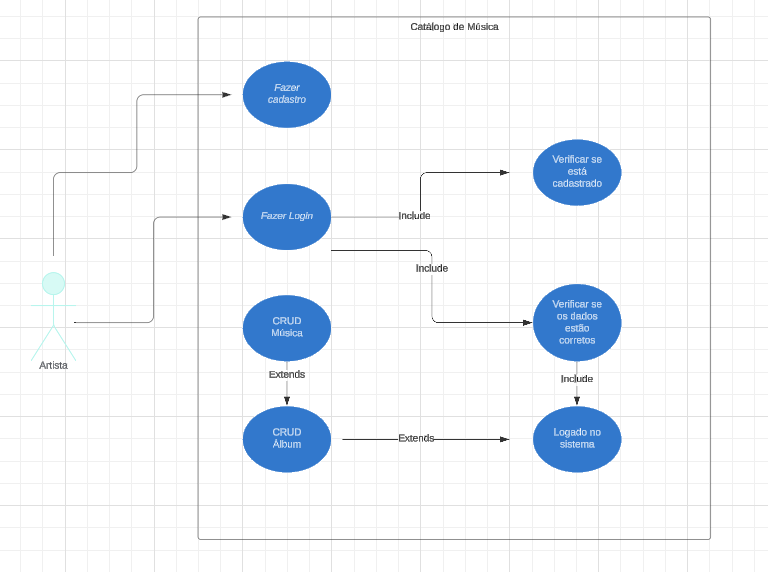 Catálogo de Música
Fazer
cadastro
Verificar se
está
cadastrado
Fazer Login
Include
Include
Verificar se
os dados
estão
corretos
CRUD
Música
Artista
Extends
Include
CRUD
Álbum
Extends
Logado no
sistema